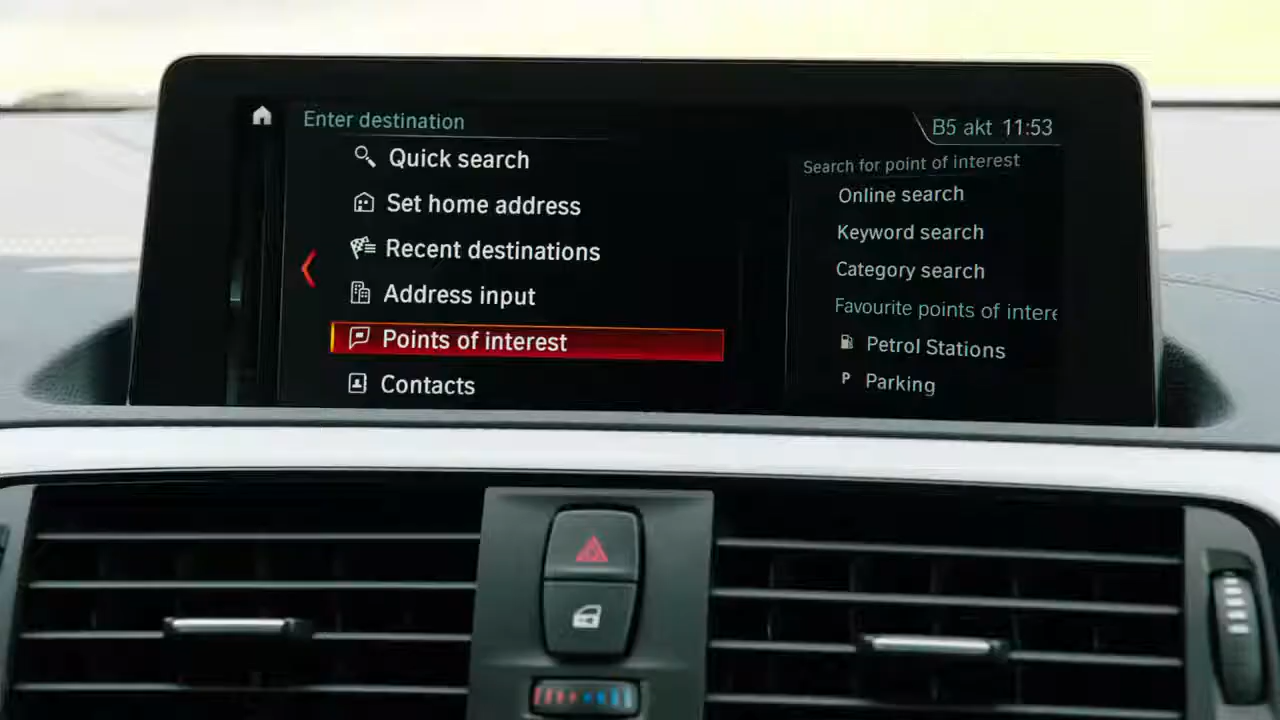 Enter destination
B5 akt 11:53
Quick search
Set home address
Recent destinations
Address input
Points of interest
Contacts
Search for point of interest
Online search
Keyword search
Category search
Favourite points of intere
Petrol Stations
P Parking